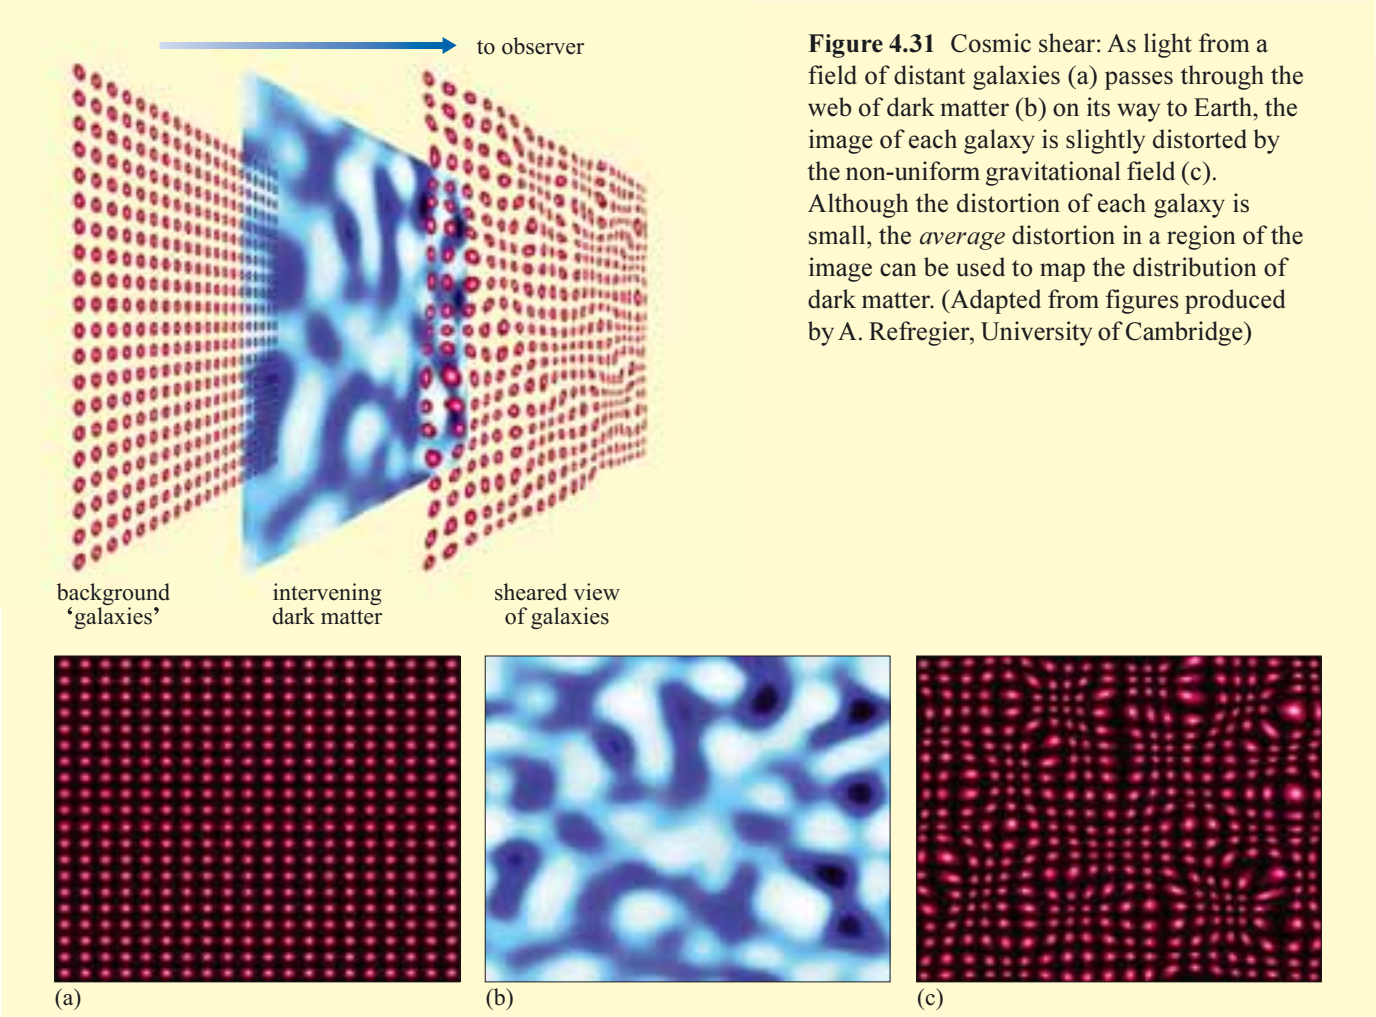 to observer
Figure 4.31 Cosmic shear: As light from a
field of distant galaxies (a) passes through the
web of dark matter (b) on its way to Earth, the
image of each galaxy is slightly distorted by
the non-uniform gravitational field (c).
Although the distortion of each galaxy is
small, the average distortion in a region of the
image can be used to map the distribution of
dark matter. (Adapted from figures produced
by A. Refregier, University of Cambridge)
background
‘galaxies’
intervening
dark matter
sheared view
of galaxies
(a)
(b)
(c)